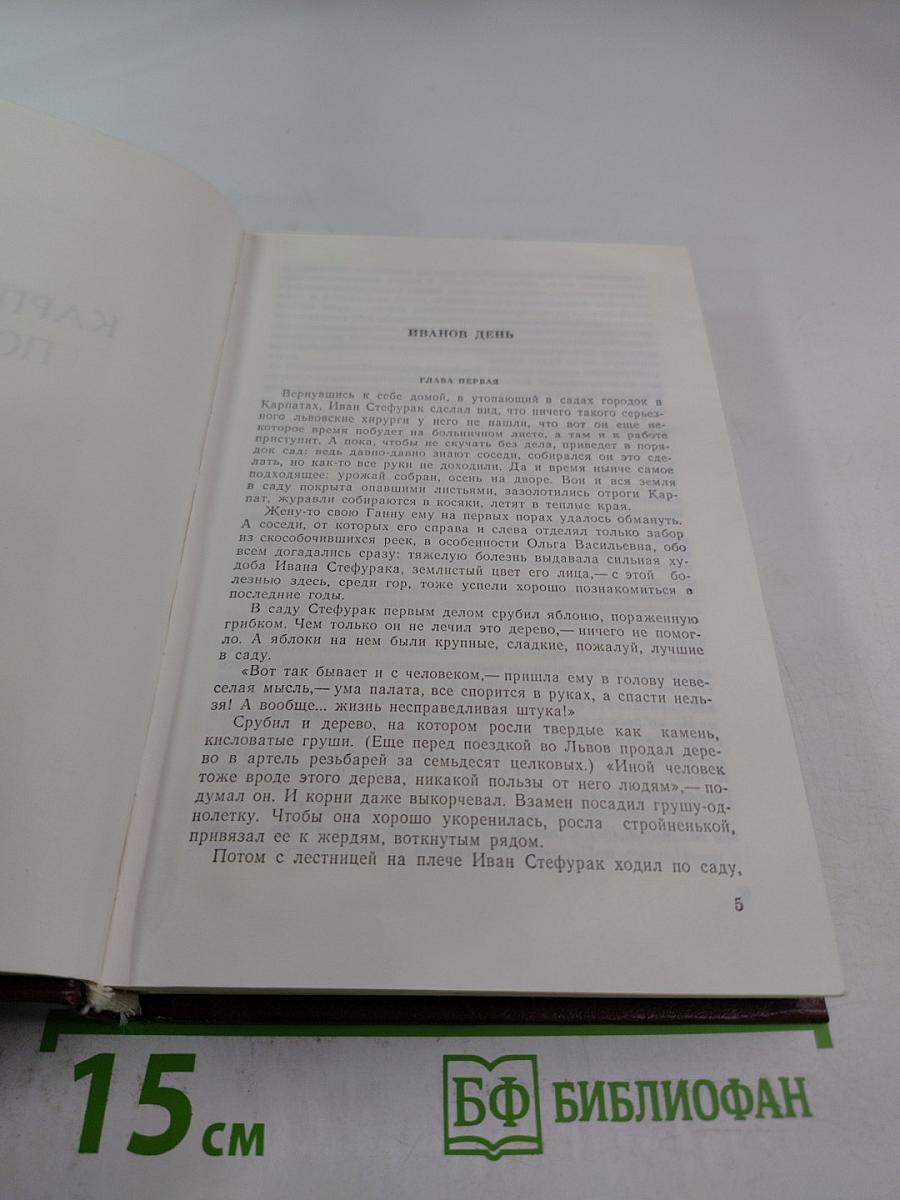 ИВАНОВ ДЕНЬ
ГЛАВА ПЕРВАЯ
Вернувшись к себе домой, в утопающий в садах городок в
Карпатах, Иван Стефурак сделал вид, что ничего такого серьез-
ного львовские хирурги у него не нашли, что вот он еще не-
которое время побудет на больничном листе, а там и к работе
приступит. А пока, чтобы не скучать без дела, приведет в поря-
док сад: ведь давно-давно знают соседи, собирался он это сде-
лать, но как-то все руки не доходили. Да и время нынче самое
подходящее: урожай собран, осень на дворе. Вон и вся земля
в саду покрыта опавшими листьями, зазолотились отроги Кар-
пат, журавли собираются в косяки, летят в теплые края.
Жену-то свою Ганну ему на первых порах удалось обмануть.
А соседи, от которых его справа и слева отделял только забор
из скособочившихся реек, в особенности Ольга Васильевна, обо
всем догадались сразу: тяжелую болезнь выдавала сильная ху-
доба Ивана Стефурака, землистый цвет его лица,— с этой бо-
лезнью здесь, среди гор, тоже успели хорошо познакомиться в
последние годы.
В саду Стефурак первым делом срубил яблоню, пораженную
грибком. Чем только он не лечил это дерево,— ничего не помог-
ло. А яблоки на нем были крупные, сладкие, пожалуй, лучшие
в саду.
«Вот так бывает и с человеком,— пришла ему в голову неве-
селая мысль,— ума палата, все спорится в руках, а спасти нель-
зя! А вообще... жизнь несправедливая штука!»
Срубил и дерево, на котором росли твердые как камень,
кисловатые груши. (Еще перед поездкой во Львов продал дере-
во в артель резьбарей за семьдесят целковых.) «Иной человек
тоже вроде этого дерева, никакой пользы от него людям»,— по-
думал он. И корни даже выкорчевал. Взамен посадил грушу-од-
нолетку. Чтобы она хорошо укоренилась, росла стройненькой,
привязал ее к жердям, воткнутым рядом.
Потом с лестницей на плече Иван Стефурак ходил по саду,
5
15 см
БФ БИБЛИОФАН